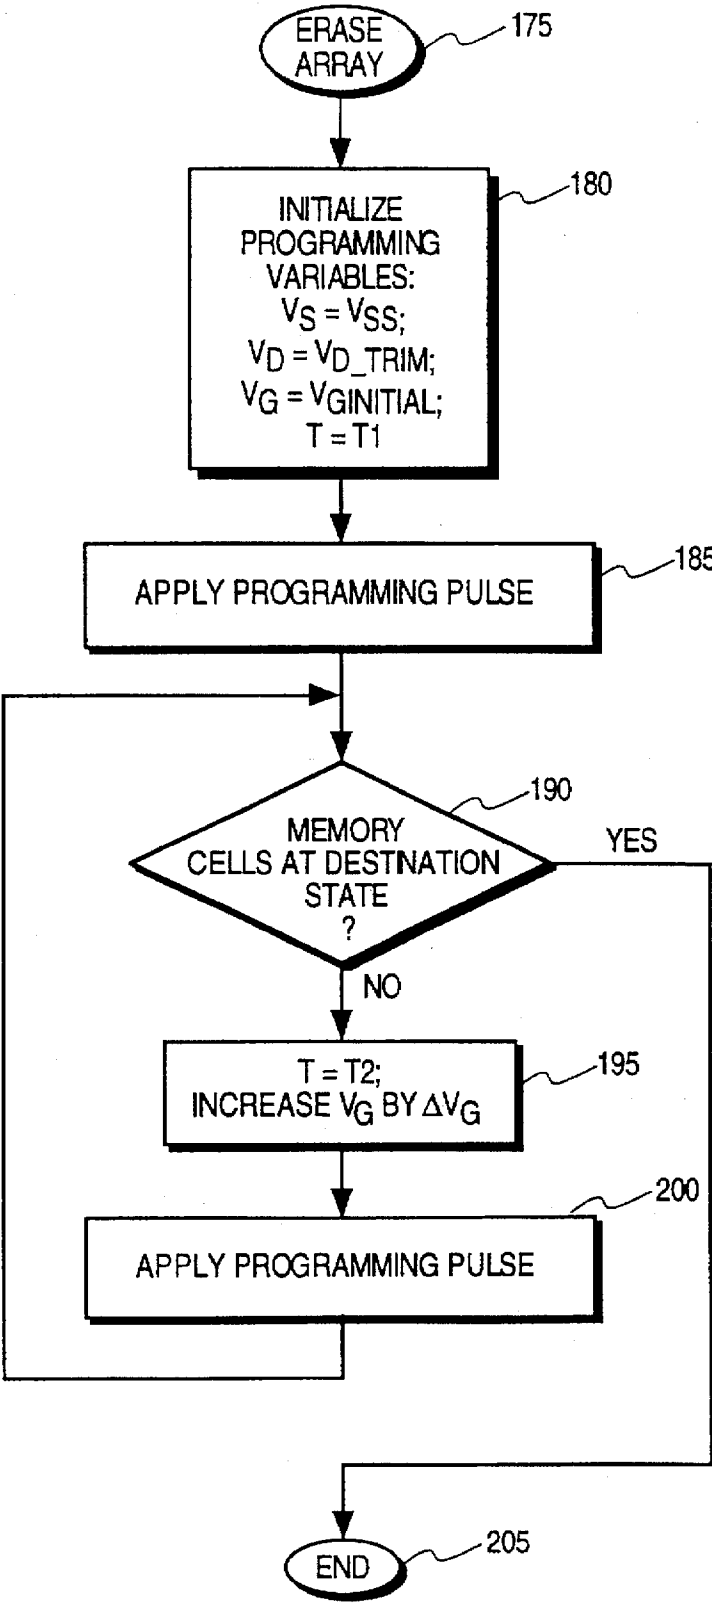 ERASE
ARRAY
175
180
INITIALIZE
PROGRAMMING
VARIABLES:
VS = VSS;
VD = VD_TRIM;
VG = VGINITIAL;
T = T1
185
APPLY PROGRAMMING PULSE
190
MEMORY
CELLS AT DESTINATION
STATE
?
YES
NO
195
T = T2;
INCREASE VG BY ΔVG
200
APPLY PROGRAMMING PULSE
END
205